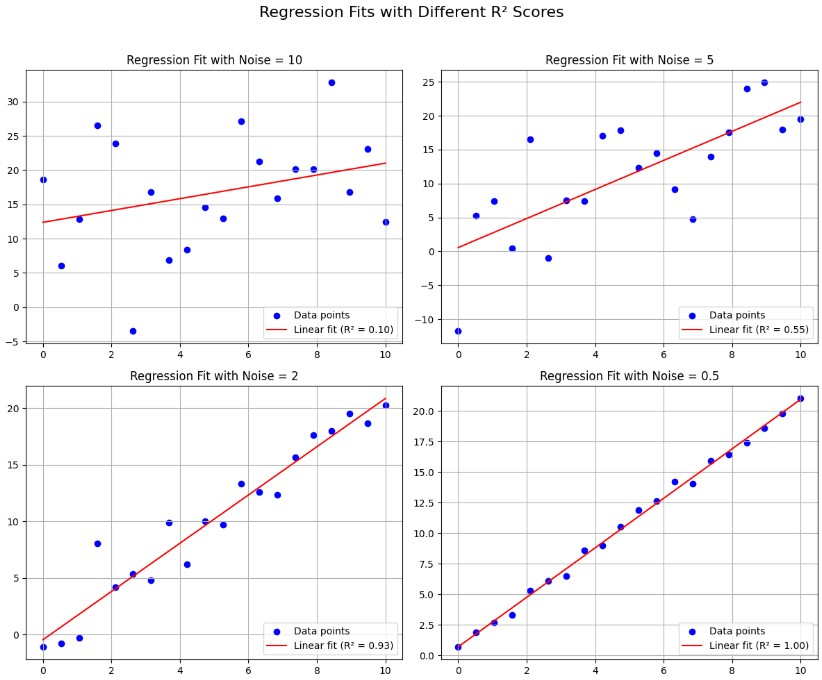 Regression Fits with Different R² Scores
Regression Fit with Noise = 10
30
25
20
15
10
5
0
−5
0 2 4 6 8 10
Data points
Linear fit (R² = 0.10)
Regression Fit with Noise = 5
25
20
15
10
5
0
−5
−10
0 2 4 6 8 10
Data points
Linear fit (R² = 0.55)
Regression Fit with Noise = 2
20
15
10
5
0
0 2 4 6 8 10
Data points
Linear fit (R² = 0.93)
Regression Fit with Noise = 0.5
20.0
17.5
15.0
12.5
10.0
7.5
5.0
2.5
0.0
0 2 4 6 8 10
Data points
Linear fit (R² = 1.00)